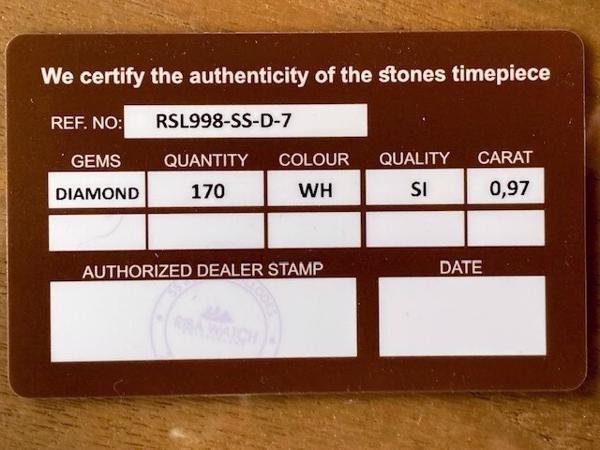 We certify the authenticity of the stones timepiece
REF. NO: RSL998-SS-D-7
GEMS QUANTITY COLOUR QUALITY CARAT
DIAMOND 170 WH SI 0,97
AUTHORIZED DEALER STAMP DATE
WATCH